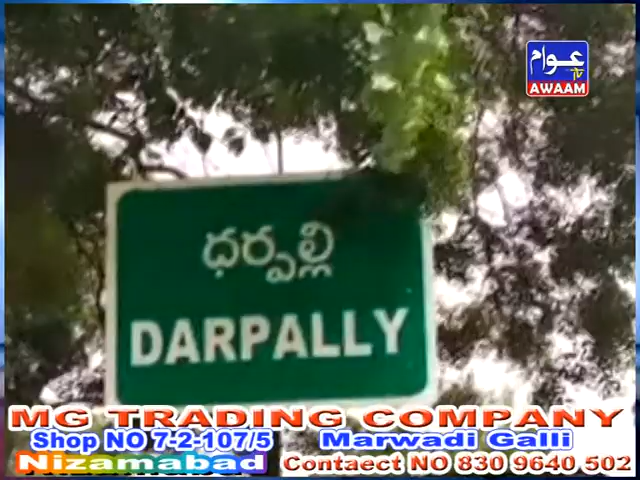 عوام
tv
AWAAM
ధర్పల్లి
DARPALLY
MG TRADING COMPANY
Shop NO 7-2-107/5 Marwadi Galli
Nizamabad Contaect NO 830 9640 502